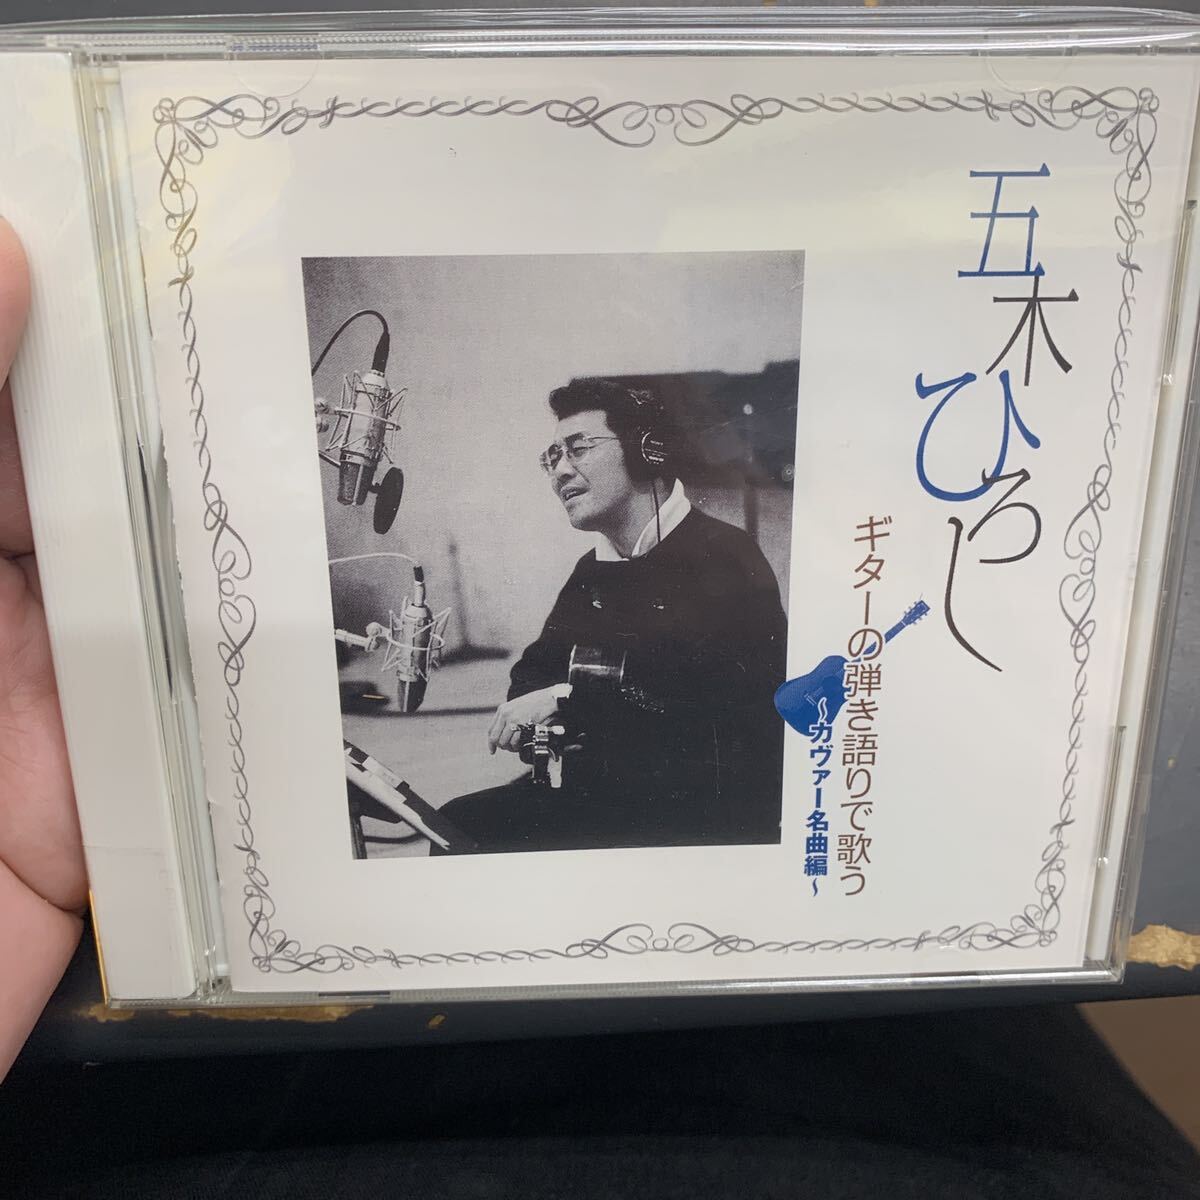 五木ひろし
ギターの弾き語りで歌う
～カヴァー名曲編～